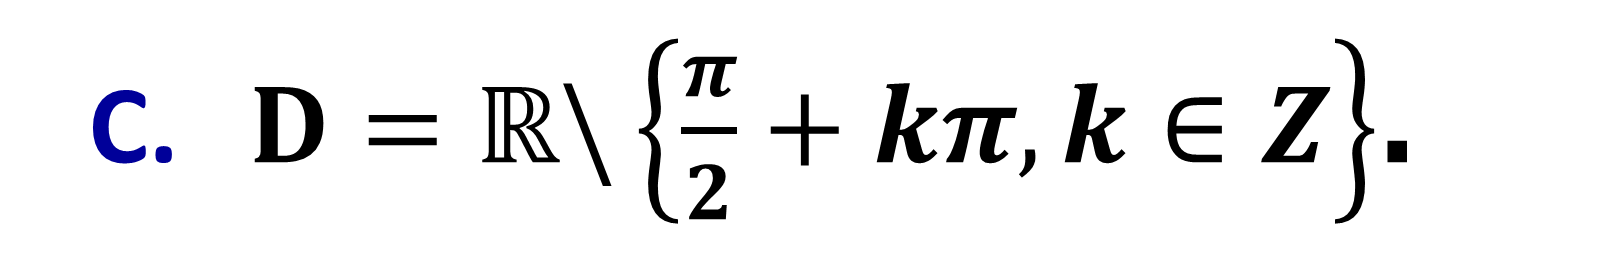 C. D = ℝ\{π/2 + kπ, k ∈ Z}.